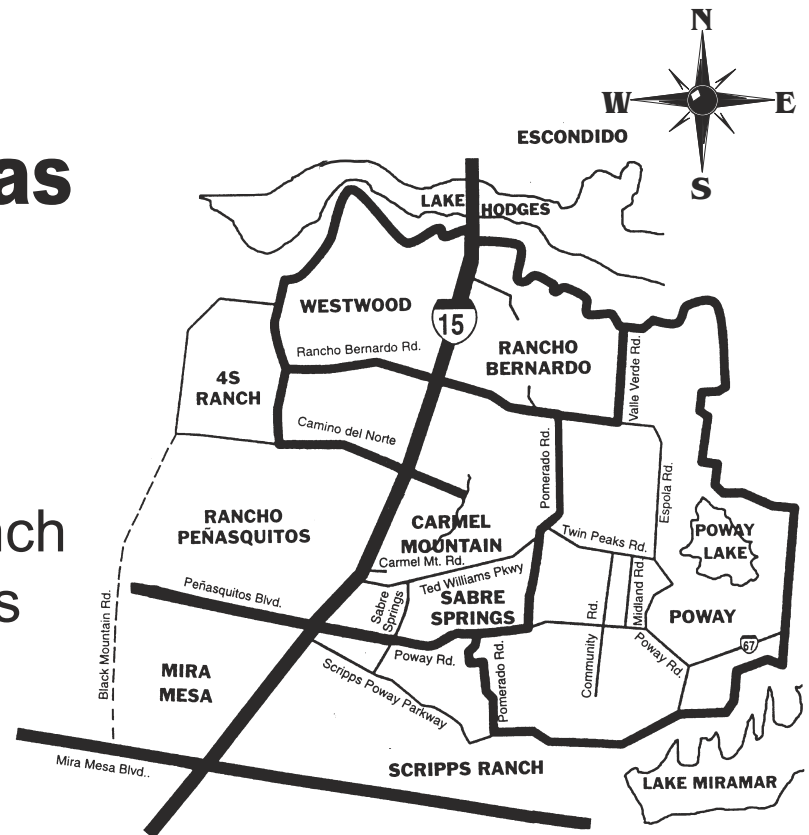 N
W
E
S
ESCONDIDO
as
LAKE
HODGES
WESTWOOD
15
Rancho Bernardo Rd.
RANCHO
BERNARDO
Valle Verde Rd.
4S
RANCH
Camino del Norte
Pomerado Rd.
Espola Rd.
nch
s
RANCHO
PEÑASQUITOS
CARMEL
MOUNTAIN
Carmel Mt. Rd.
Twin Peaks Rd.
POWAY
LAKE
Ted Williams Pkwy
Peñasquitos Blvd.
Sabre
Springs
SABRE
SPRINGS
Midland Rd.
POWAY
Black Mountain Rd.
Community Rd.
67
Poway Rd.
Poway Rd.
Pomerado Rd.
MIRA
MESA
Scripps Poway Parkway
Mira Mesa Blvd..
SCRIPPS RANCH
LAKE MIRAMAR